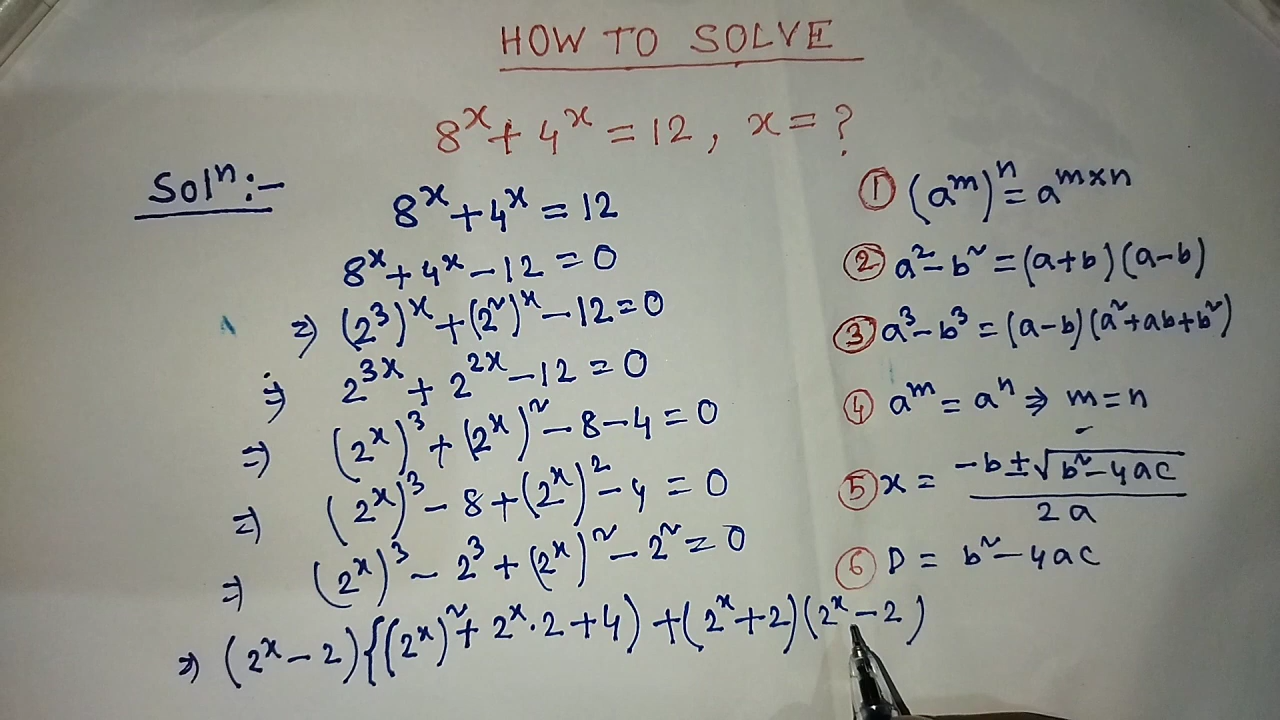 HOW TO SOLVE
8^x + 4^x = 12, x = ?
Solⁿ:-
8^x + 4^x = 12
8^x + 4^x - 12 = 0
⇒ (2^3)^x + (2^2)^x - 12 = 0
⇒ 2^{3x} + 2^{2x} - 12 = 0
⇒ (2^x)^3 + (2^x)^2 - 8 - 4 = 0
⇒ (2^x)^3 - 8 + (2^x)^2 - 4 = 0
⇒ (2^x)^3 - 2^3 + (2^x)^2 - 2^2 = 0
⇒ (2^x - 2){(2^x)^2 + 2^x · 2 + 4) + (2^x + 2)(2^x - 2)
① (a^m)^n = a^{m×n}
② a^2 - b^2 = (a+b)(a-b)
③ a^3 - b^3 = (a-b)(a^2 + ab + b^2)
④ a^m = a^n ⇒ m = n
⑤ x = \frac{-b ± √(b^2 - 4ac)}{2a}
⑥ D = b^2 - 4ac